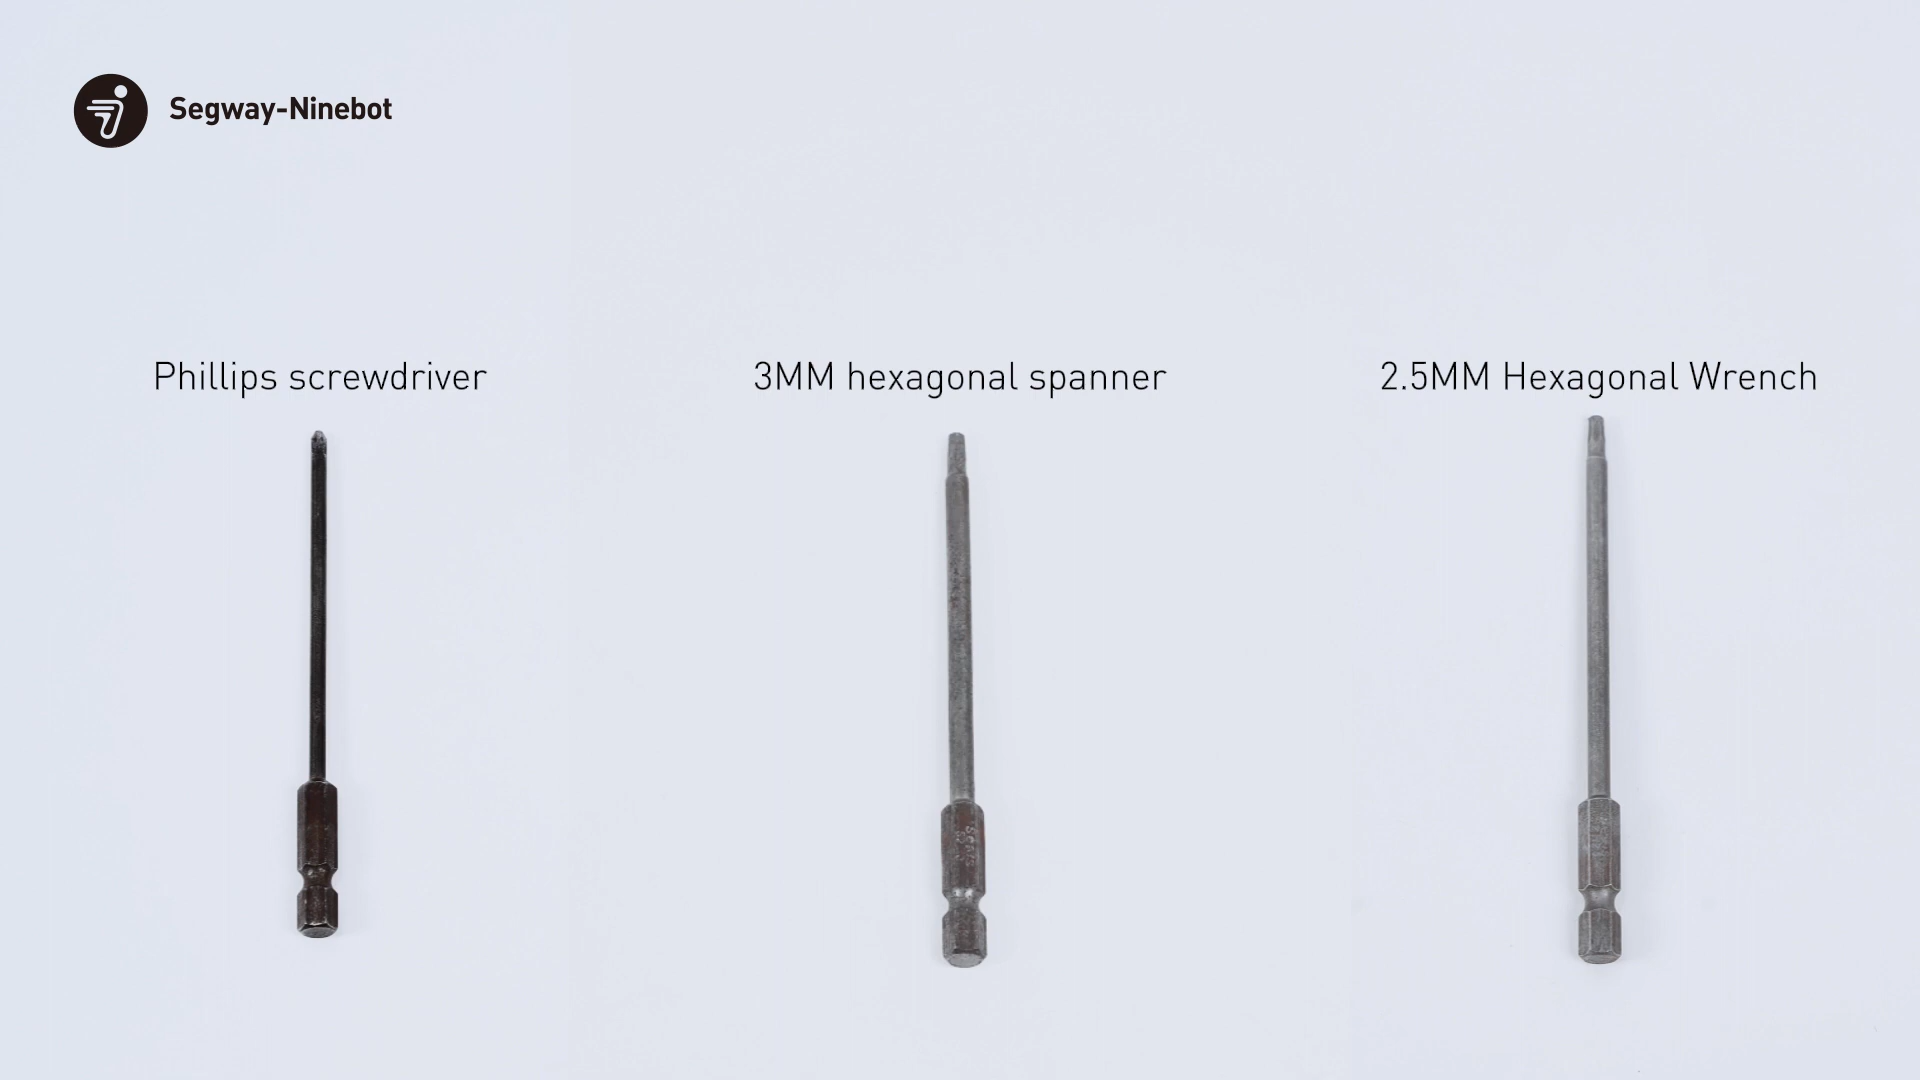 Segway-Ninebot
Phillips screwdriver
3MM hexagonal spanner
2.5MM Hexagonal Wrench